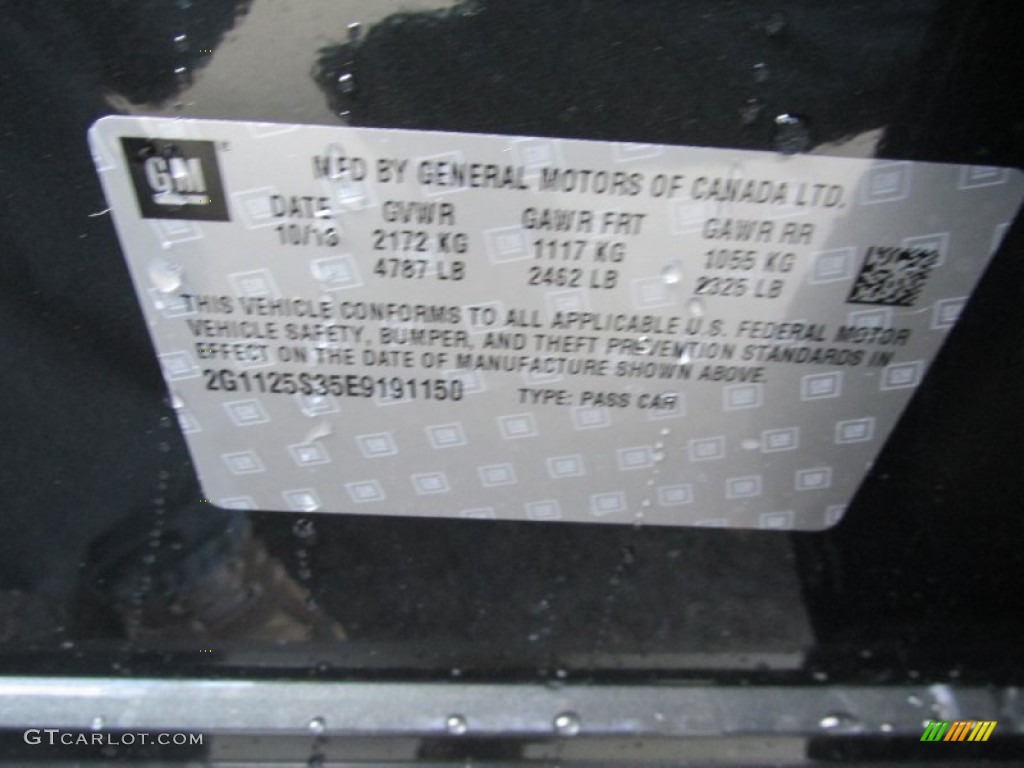 GM
MFD BY GENERAL MOTORS OF CANADA LTD.
DATE GVWR GAWR FRT GAWR RR
10/13 2172 KG 1117 KG 1055 KG
4787 LB 2462 LB 2325 LB
THIS VEHICLE CONFORMS TO ALL APPLICABLE U.S. FEDERAL MOTOR
VEHICLE SAFETY, BUMPER, AND THEFT PREVENTION STANDARDS IN
EFFECT ON THE DATE OF MANUFACTURE SHOWN ABOVE.
2G1125S35E9191150 TYPE: PASS CAR
GTCARLOT.COM